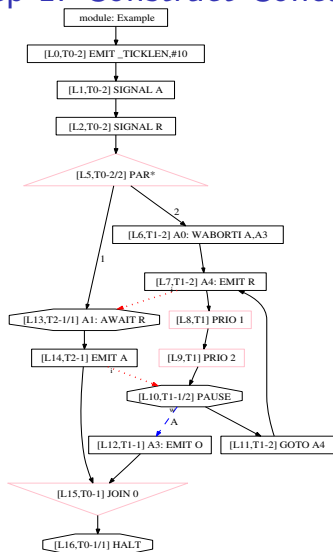 module: Example
[L0,T0-2] EMIT _TICKLEN,#10
[L1,T0-2] SIGNAL A
[L2,T0-2] SIGNAL R
[L5,T0-2/2] PAR*
2
[L6,T1-2] A0: WABORTI A,A3
1
[L7,T1-2] A4: EMIT R
i
[L13,T2-1/1] A1: AWAIT R
[L8,T1] PRIO 1
[L14,T2-1] EMIT A
[L9,T1] PRIO 2
i
[L10,T1-1/2] PAUSE
w
A
[L12,T1-1] A3: EMIT O
[L11,T1-2] GOTO A4
[L15,T0-1] JOIN 0
[L16,T0-1/1] HALT